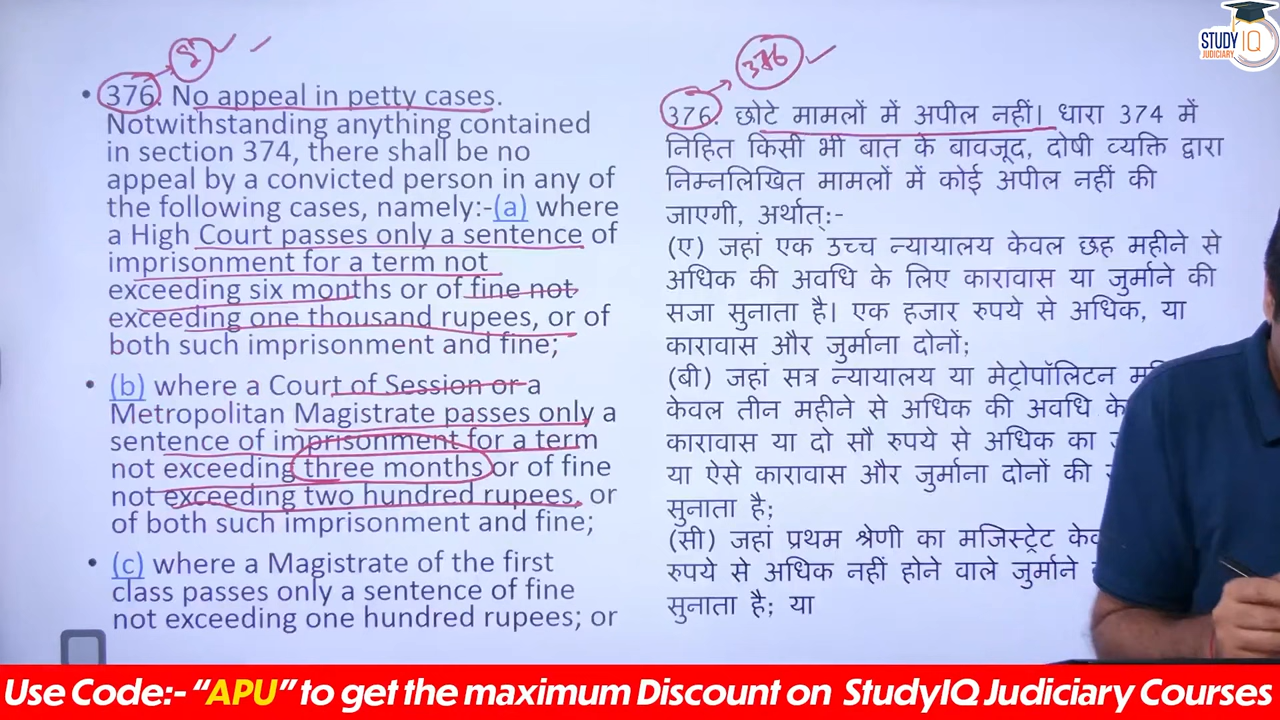 STUDY IQ
JUDICIARY
376
• 376. No appeal in petty cases.
Notwithstanding anything contained
in section 374, there shall be no
appeal by a convicted person in any of
the following cases, namely:-(a) where
a High Court passes only a sentence of
imprisonment for a term not
exceeding six months or of fine not
exceeding one thousand rupees, or of
both such imprisonment and fine;
• (b) where a Court of Session or a
Metropolitan Magistrate passes only a
sentence of imprisonment for a term
not exceeding three months or of fine
not exceeding two hundred rupees, or
of both such imprisonment and fine;
• (c) where a Magistrate of the first
class passes only a sentence of fine
not exceeding one hundred rupees; or
376. छोटे मामलों में अपील नहीं। धारा 374 में
निहित किसी भी बात के बावजूद, दोषी व्यक्ति द्वारा
निम्नलिखित मामलों में कोई अपील नहीं की
जाएगी, अर्थात्:-
(ए) जहां एक उच्च न्यायालय केवल छह महीने से
अधिक की अवधि के लिए कारावास या जुर्माने की
सजा सुनाता है। एक हजार रुपये से अधिक, या
कारावास और जुर्माना दोनों;
(बी) जहां सत्र न्यायालय या मेट्रोपॉलिटन
केवल तीन महीने से अधिक की अवधि के
कारावास या दो सौ रुपये से अधिक का
या ऐसे कारावास और जुर्माना दोनों की
सुनाता है;
(सी) जहां प्रथम श्रेणी का मजिस्ट्रेट
रुपये से अधिक नहीं होने वाले जुर्माने
सुनाता है; या
Use Code:- "APU" to get the maximum Discount on StudyIQ Judiciary Courses